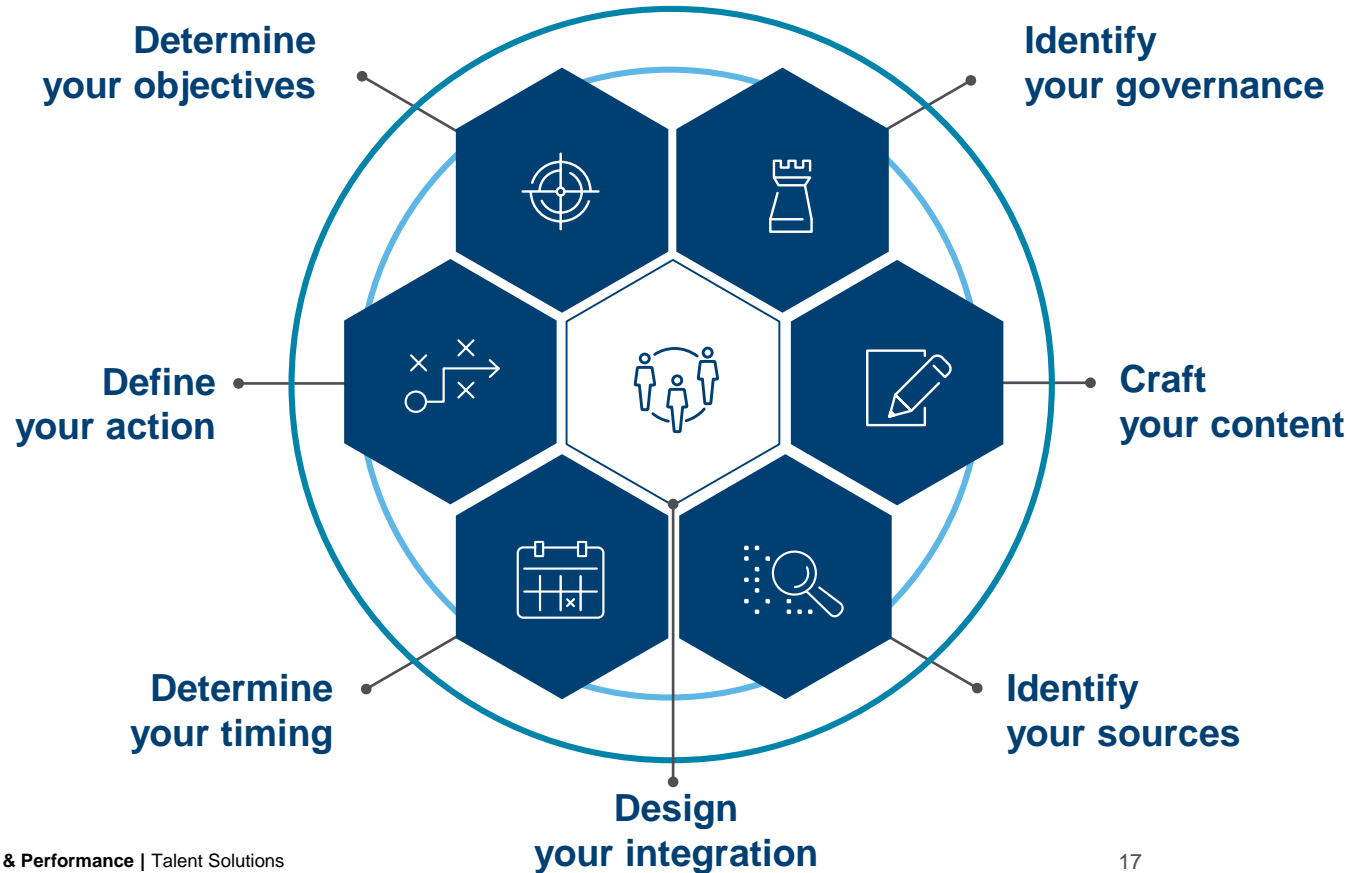 Determine
your objectives
Identify
your governance
Define
your action
Craft
your content
Determine
your timing
Identify
your sources
Design
your integration
& Performance | Talent Solutions
17